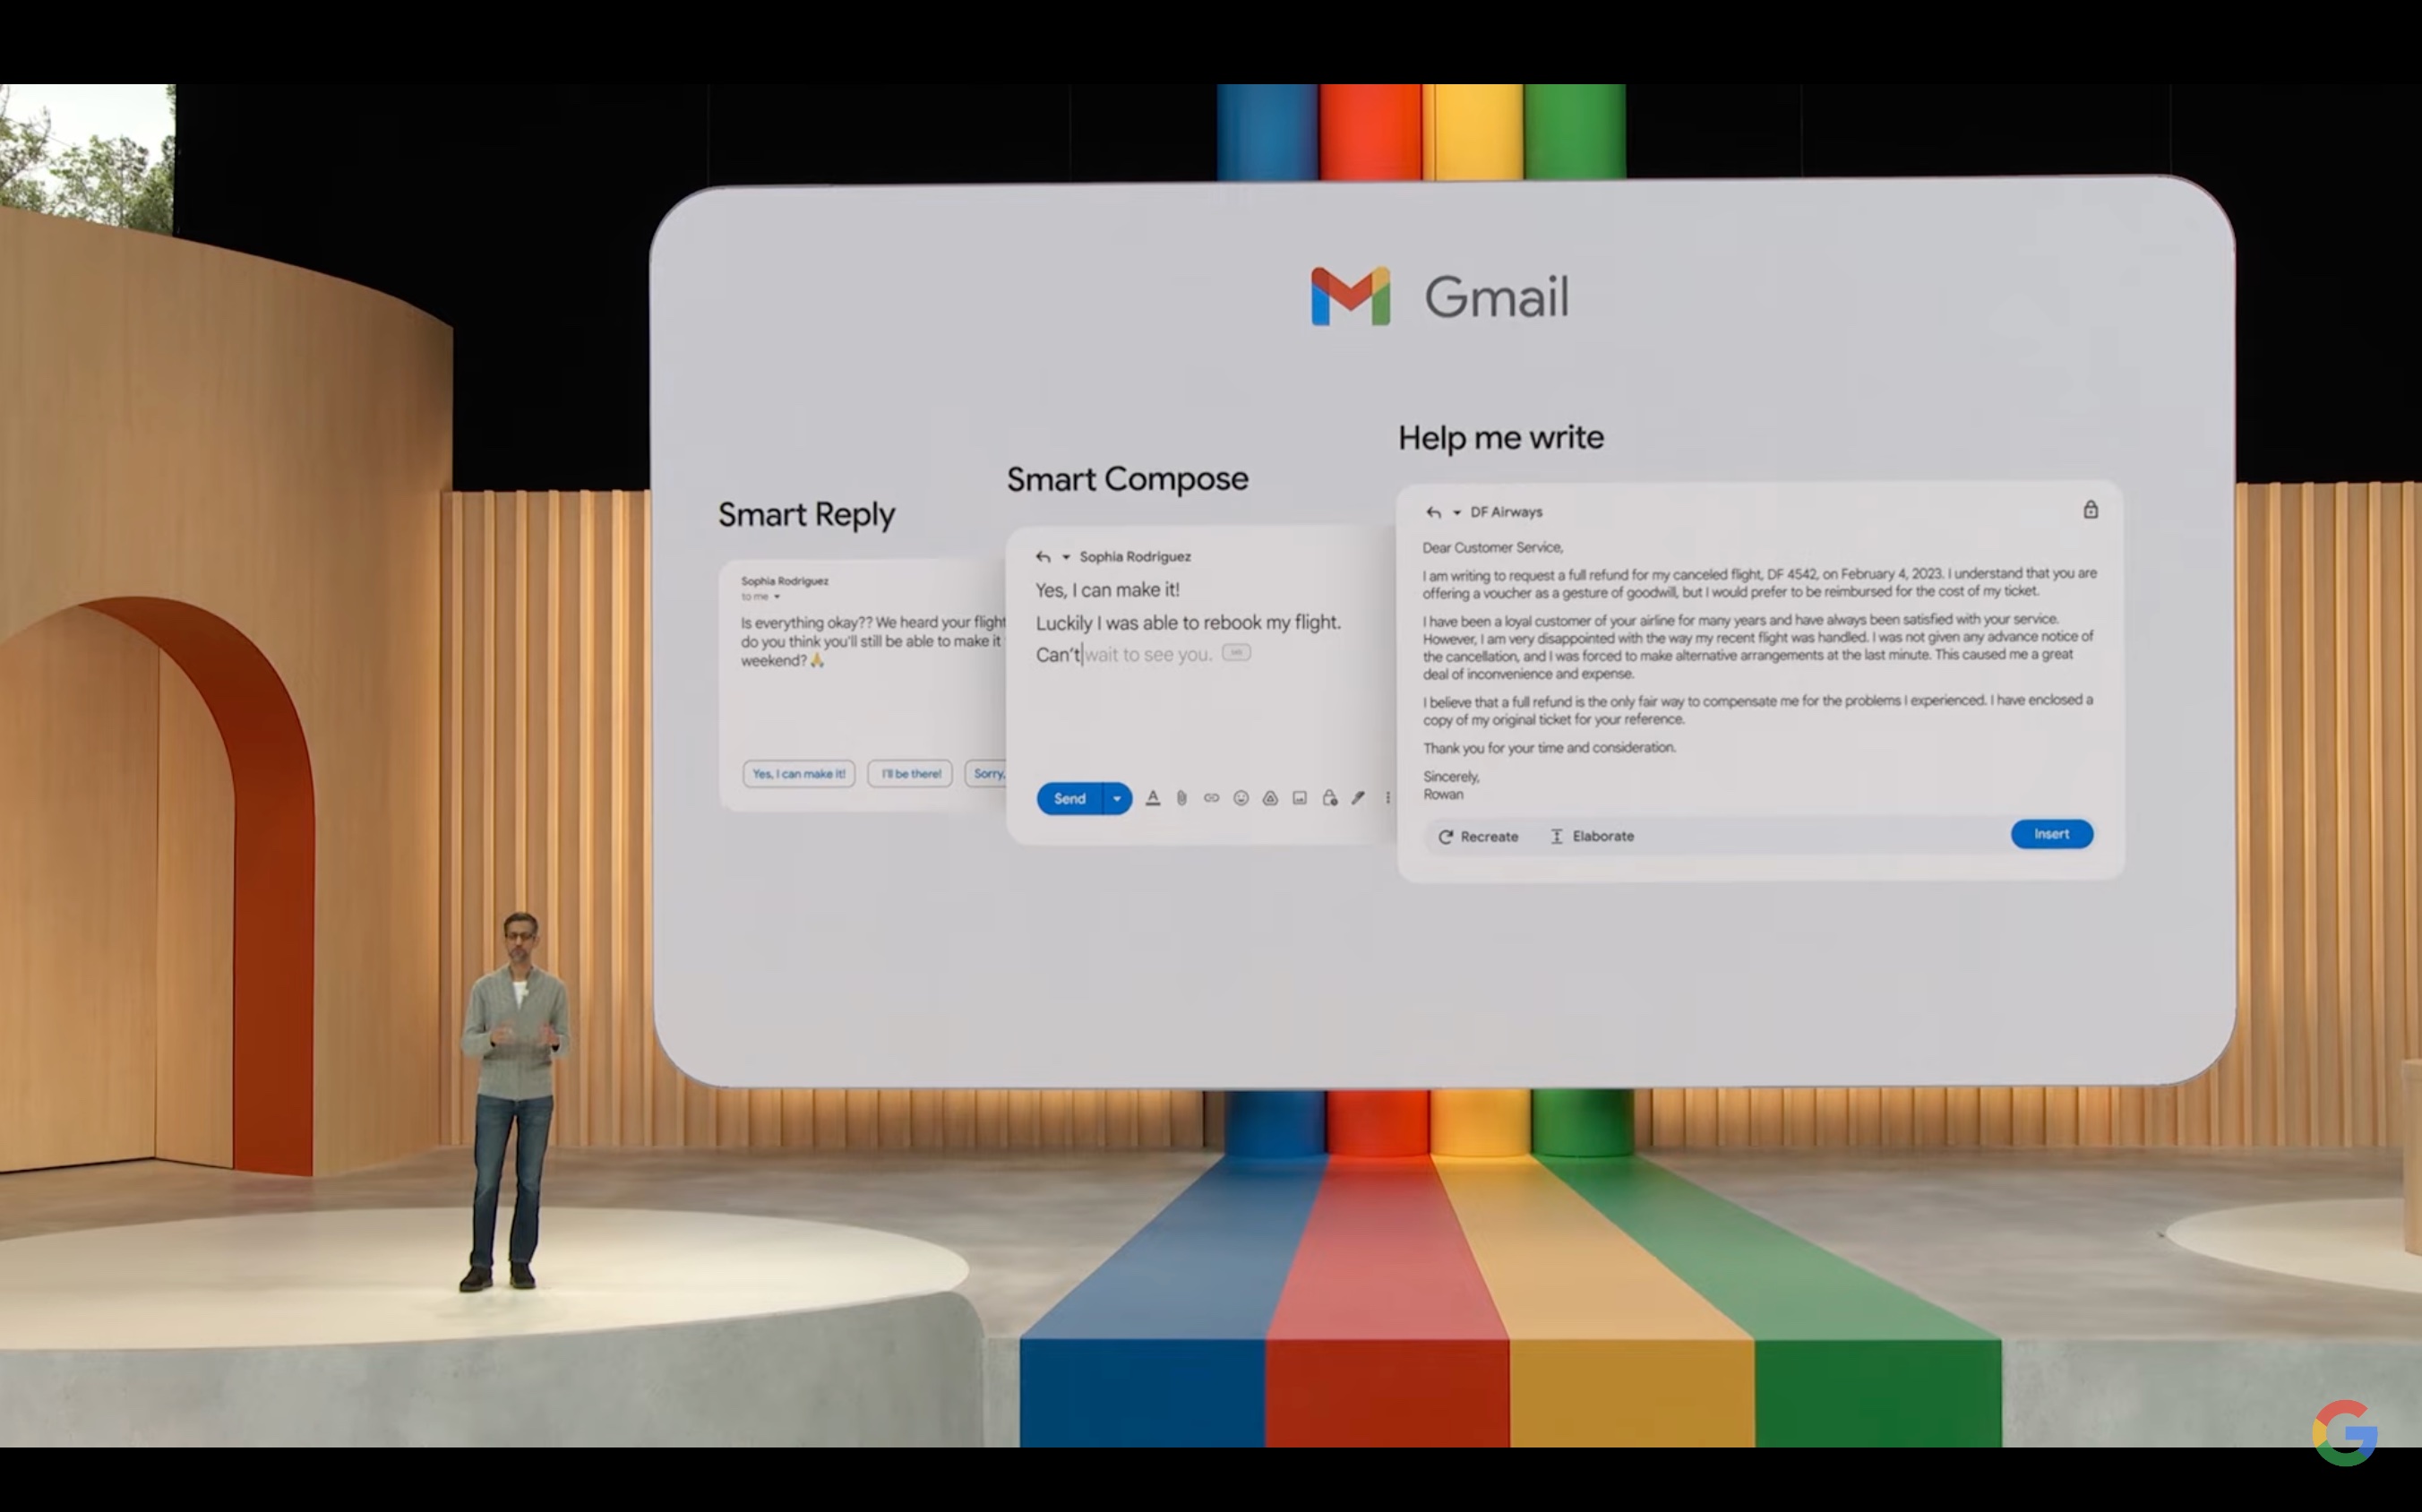 Gmail
Smart Reply
Sophia Rodriguez
to me
Is everything okay?? We heard your flight
do you think you'll still be able to make it
weekend? 🙏
Yes, I can make it!
I'll be there!
Sorry,
Smart Compose
Sophia Rodriguez
Yes, I can make it!
Luckily I was able to rebook my flight.
Can't wait to see you.
Send
Help me write
DF Airways
Dear Customer Service,
I am writing to request a full refund for my canceled flight, DF 4542, on February 4, 2023. I understand that you are
offering a voucher as a gesture of goodwill, but I would prefer to be reimbursed for the cost of my ticket.
I have been a loyal customer of your airline for many years and have always been satisfied with your service.
However, I am very disappointed with the way my recent flight was handled. I was not given any advance notice of
the cancellation, and I was forced to make alternative arrangements at the last minute. This caused me a great
deal of inconvenience and expense.
I believe that a full refund is the only fair way to compensate me for the problems I experienced. I have enclosed a
copy of my original ticket for your reference.
Thank you for your time and consideration.
Sincerely,
Rowan
Recreate
Elaborate
Insert